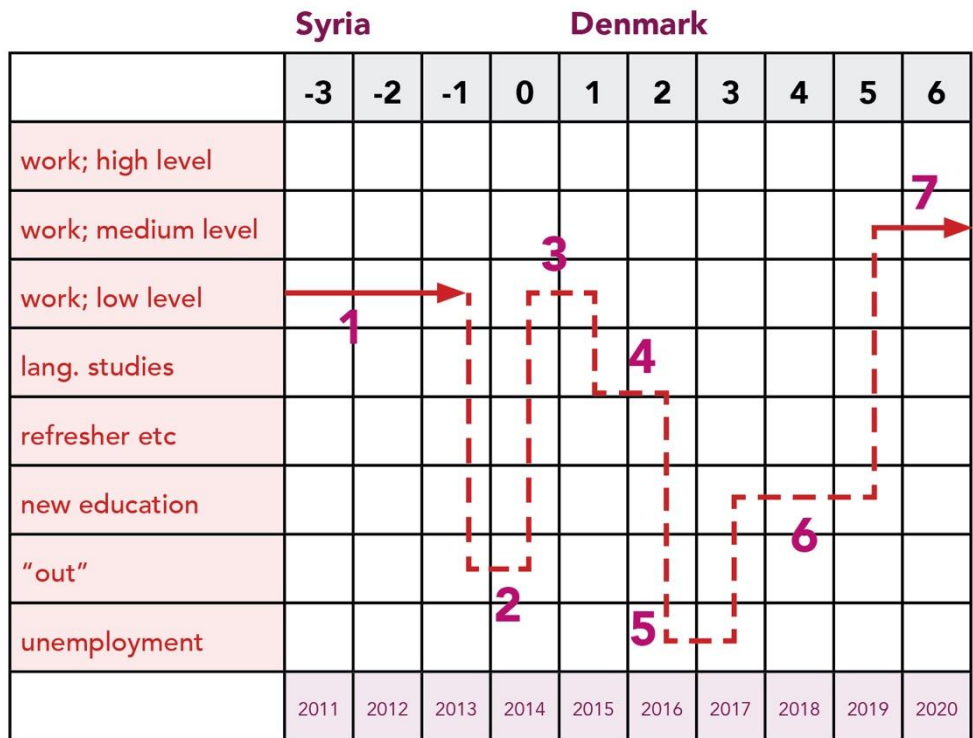 Syria Denmark
-3 -2 -1 0 1 2 3 4 5 6
work; high level
7
work; medium level
3
work; low level
1
4
lang. studies
refresher etc
new education
6
“out”
2
5
unemployment
2011 2012 2013 2014 2015 2016 2017 2018 2019 2020